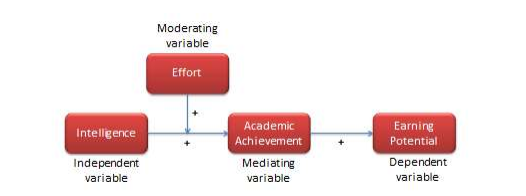 Moderating
variable
Effort
+
Intelligence
+
Academic
Achievement
+
Earning
Potential
Independent
variable
Mediating
variable
Dependent
variable